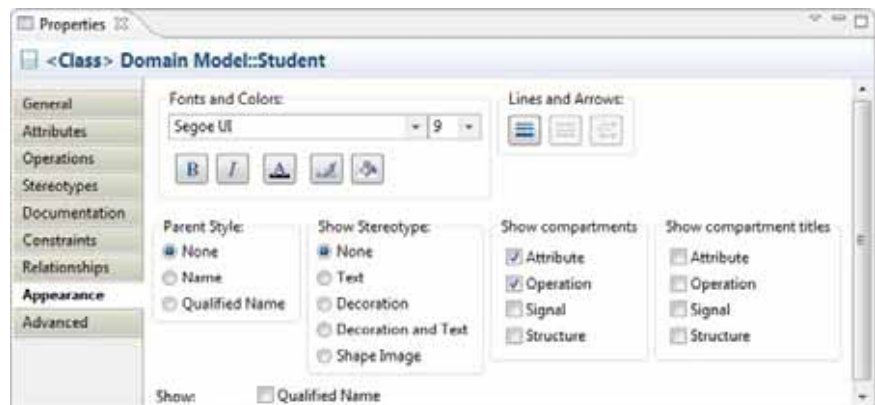 Properties
<Class> Domain Model::Student
General
Attributes
Operations
Stereotypes
Documentation
Constraints
Relationships
Appearance
Advanced
Fonts and Colors:
Segoe UI
9
B I A
Lines and Arrows:
Parent Style:
None
Name
Qualified Name
Show Stereotype:
None
Text
Decoration
Decoration and Text
Shape Image
Show compartments
Attribute
Operation
Signal
Structure
Show compartment titles
Attribute
Operation
Signal
Structure
Show: Qualified Name